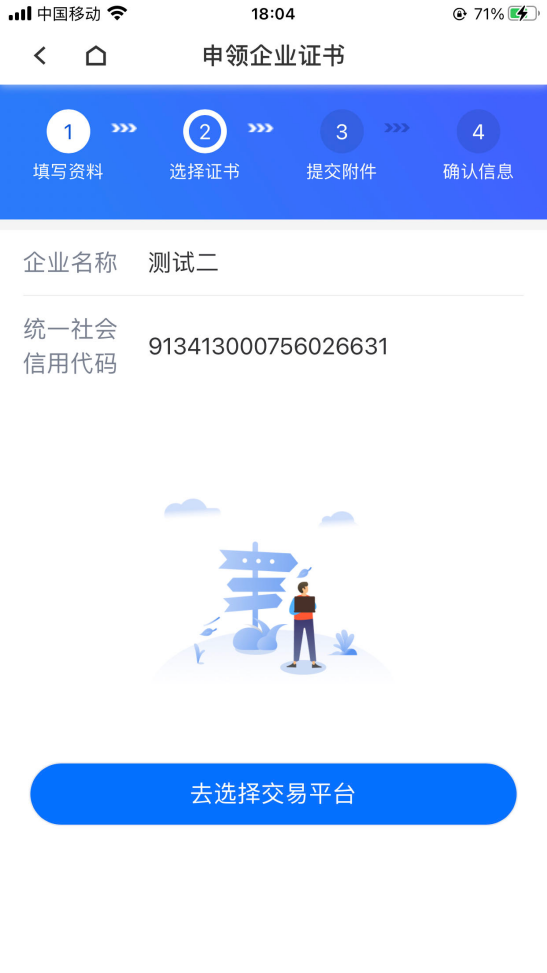 中国移动 18:04 71%
申领企业证书
1 2 3 4
填写资料 选择证书 提交附件 确认信息
企业名称 测试二
统一社会
信用代码 913413000756026631
去选择交易平台